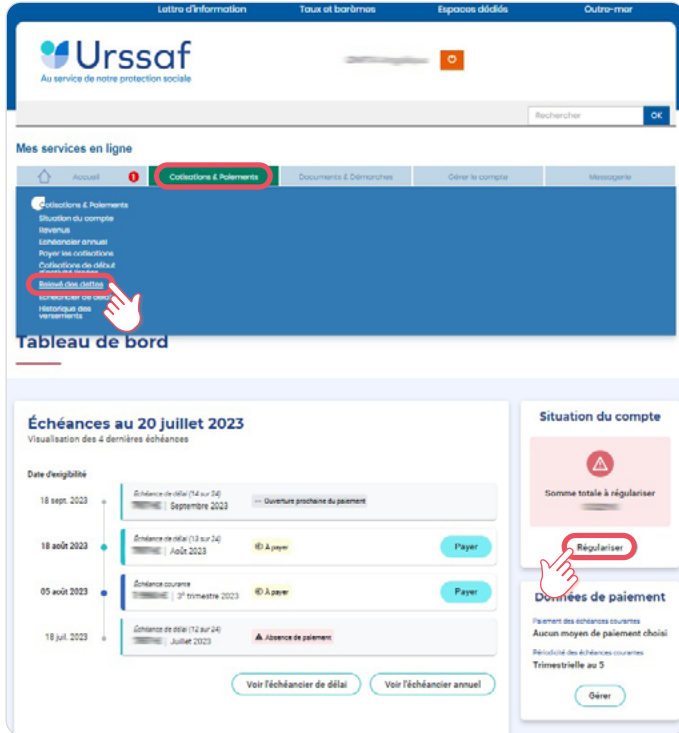 Lettre d'information Taux et barèmes Espaces dédiés Outre-mer
Urssaf
Au service de notre protection sociale
Rechercher OK
Mes services en ligne
Accueil Cotisations & Paiements Documents & Démarches Gérer le compte Messagerie
Cotisations & Paiements
Situation du compte
Revenus
Echéancier annuel
Payer les cotisations
Cotisations de début
Relevé des dettes
Echéancier de délai
Historique des
versements
Tableau de bord
Échéances au 20 juillet 2023
Visualisation des 4 dernières échéances
Date d'exigibilité
18 sept. 2023
Échéance de délai (14 sur 24)
| Septembre 2023
Ouverture prochaine du paiement
18 août 2023
Échéance de délai (13 sur 24)
| Août 2023
À payer
Payer
05 août 2023
Échéance courante
| 3° trimestre 2023
À payer
Payer
18 juil. 2023
Échéance de délai (12 sur 24)
| Juillet 2023
Absence de paiement
Voir l'échéancier de délai Voir l'échéancier annuel
Situation du compte
Somme totale à régulariser
Régulariser
Données de paiement
Paiement des échéances courantes
Aucun moyen de paiement choisi
Périodicité des échéances courantes
Trimestrielle au 5
Gérer